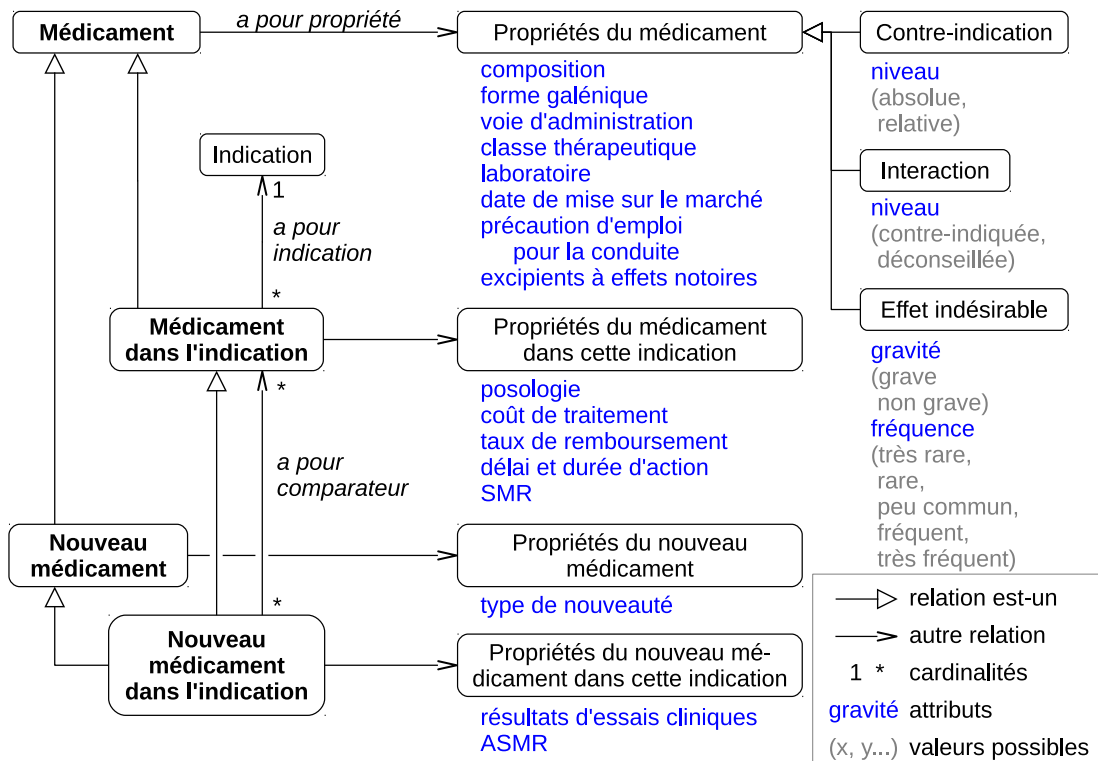 Médicament
a pour propriété
Propriétés du médicament
composition
forme galénique
voie d'administration
classe thérapeutique
laboratoire
date de mise sur le marché
précaution d'emploi
pour la conduite
excipients à effets notoires
Contre-indication
niveau
(absolue,
relative)
Interaction
niveau
(contre-indiquée,
déconseillée)
Effet indésirable
gravité
(grave
non grave)
fréquence
(très rare,
rare,
peu commun,
fréquent,
très fréquent)
Indication
1
a pour
indication
*
Médicament
dans l'indication
Propriétés du médicament
dans cette indication
posologie
coût de traitement
taux de remboursement
délai et durée d'action
SMR
*
a pour
comparateur
*
Nouveau
médicament
Propriétés du nouveau
médicament
type de nouveauté
Nouveau
médicament
dans l'indication
Propriétés du nouveau mé-
dicament dans cette indication
résultats d'essais cliniques
ASMR
relation est-un
autre relation
1 * cardinalités
gravité attributs
(x, y...) valeurs possibles